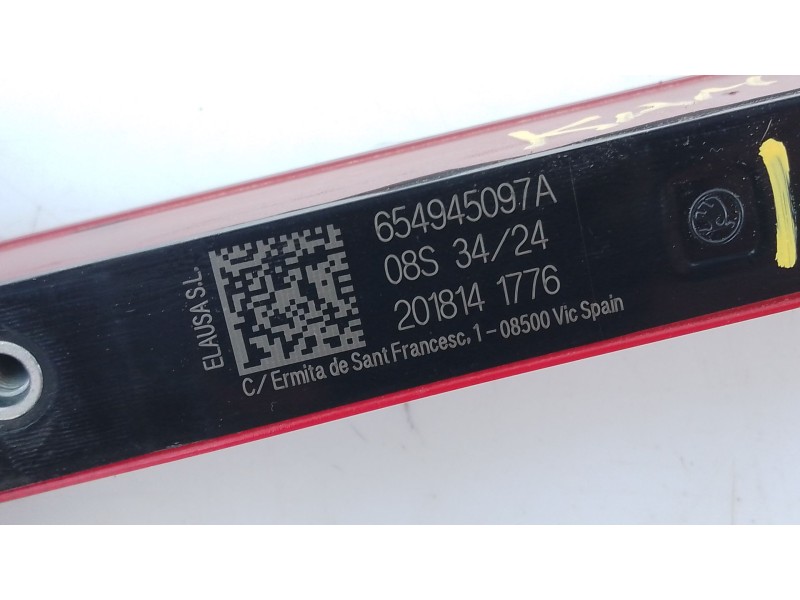 654945097A
08S 34/24
201814 1776
ELAUSA S.L.
C/ Ermita de Sant Francesc, 1 - 08500 Vic Spain